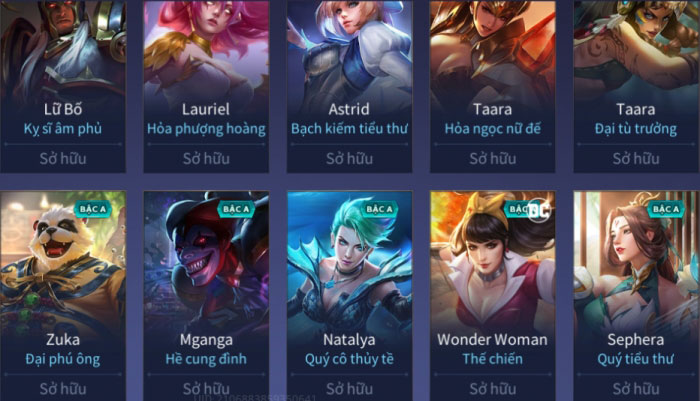 Lữ Bố
Kỵ sĩ âm phủ
Sở hữu
Lauriel
Hỏa phượng hoàng
Sở hữu
Astrid
Bạch kiếm tiểu thư
Sở hữu
Taara
Hỏa ngọc nữ đế
Sở hữu
Taara
Đại tù trưởng
Sở hữu
BẬC A
Zuka
Đại phú ông
Sở hữu
BẬC A
Mganga
Hề cung đình
Sở hữu
BẬC A
Natalya
Quý cô thủy tề
Sở hữu
DC
Wonder Woman
Thế chiến
Sở hữu
BẬC A
Sephera
Quý tiểu thư
Sở hữu